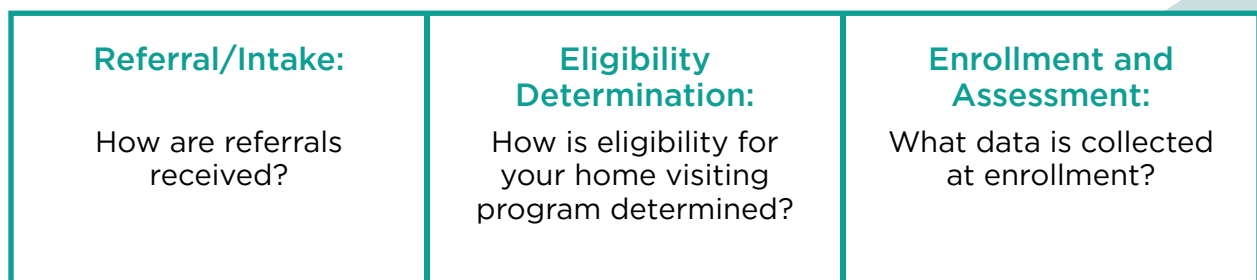 Referral/Intake:
How are referrals
received?
Eligibility
Determination:
How is eligibility for
your home visiting
program determined?
Enrollment and
Assessment:
What data is collected
at enrollment?